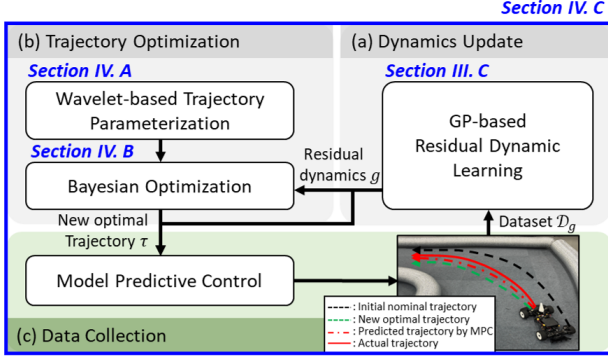 Section IV. C
(b) Trajectory Optimization
(a) Dynamics Update
Section IV. A
Section III. C
Wavelet-based Trajectory
Parameterization
GP-based
Residual Dynamic
Learning
Section IV. B
Bayesian Optimization
Residual
dynamics g
New optimal
Trajectory τ
Dataset 𝒟g
Model Predictive Control
(c) Data Collection
: Initial nominal trajectory
: New optimal trajectory
: Predicted trajectory by MPC
: Actual trajectory